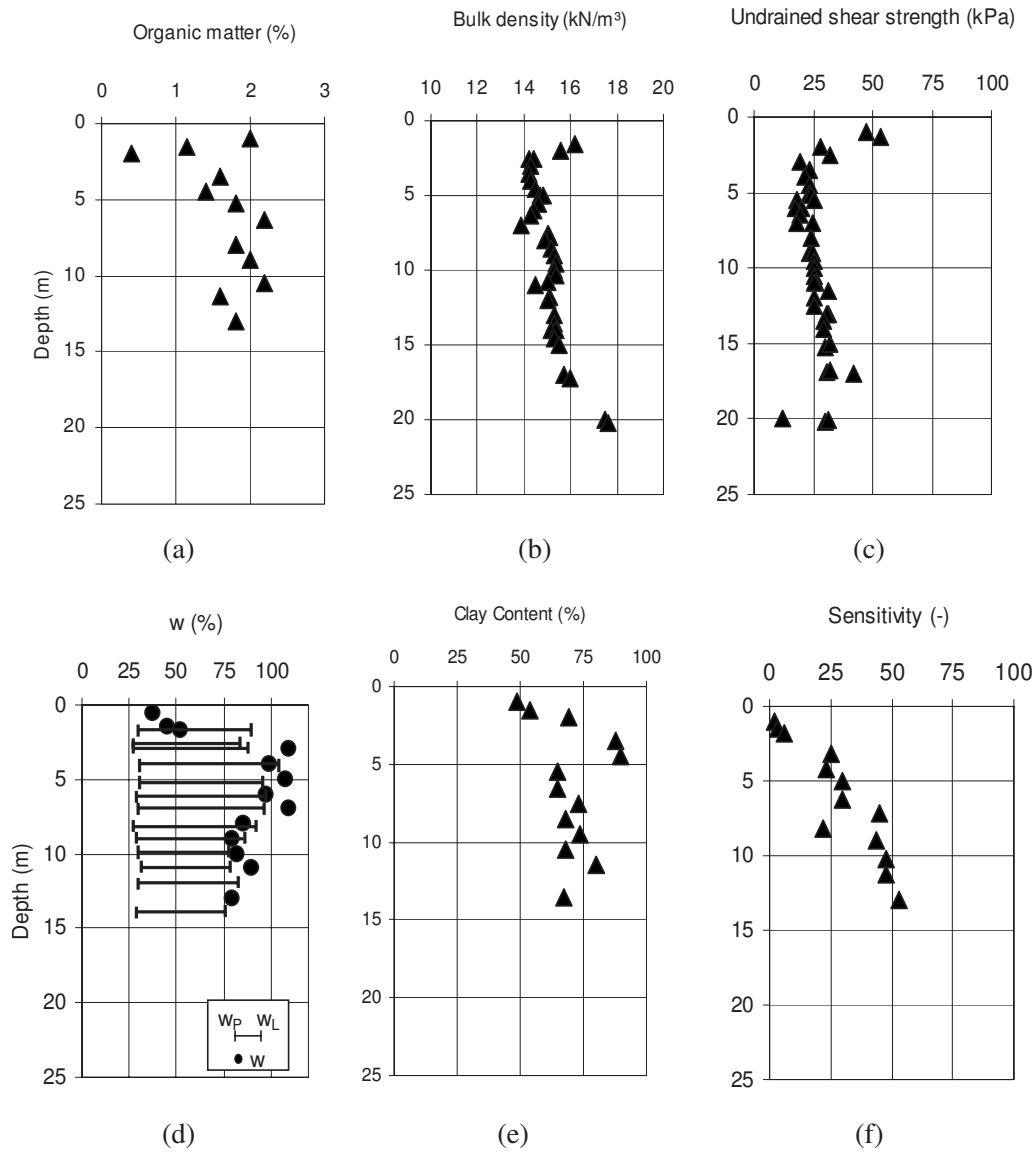 (a)
Organic matter (%)
0 1 2 3
0
5
10
15
20
25
Depth (m)
(b)
Bulk density (kN/m³)
10 12 14 16 18 20
0
5
10
15
20
25
(c)
Undrained shear strength (kPa)
0 25 50 75 100
0
5
10
15
20
25
(a)
(b)
(c)
w (%)
0 25 50 75 100
0
5
10
15
20
25
Depth (m)
wP wL
w
(d)
Clay Content (%)
0 25 50 75 100
0
5
10
15
20
25
(e)
Sensitivity (-)
0 25 50 75 100
0
5
10
15
20
25
(f)